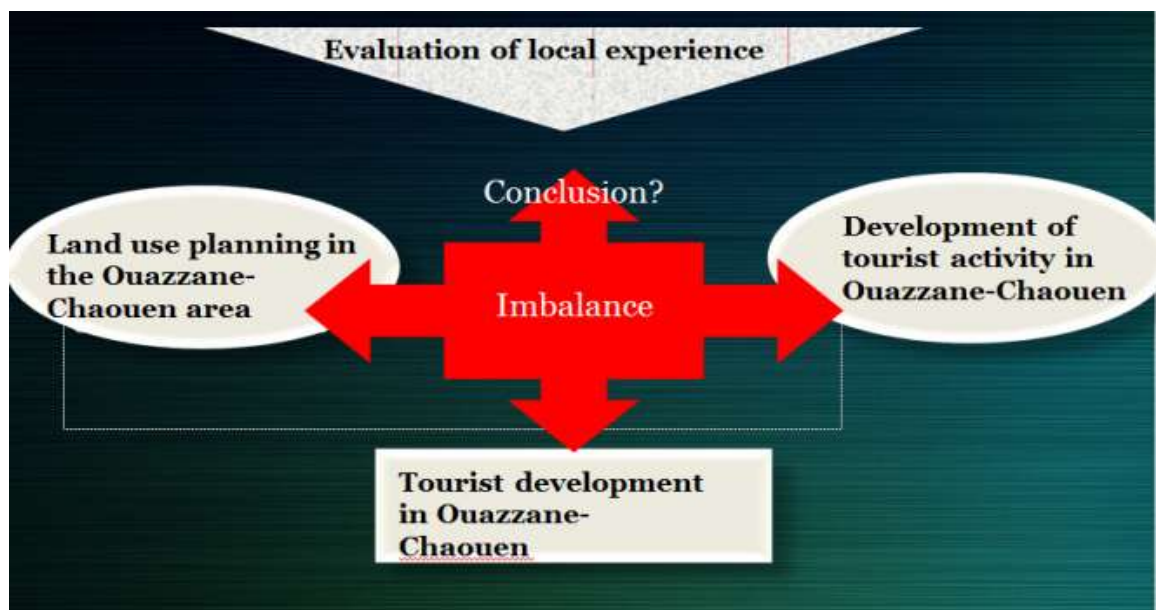 Evaluation of local experience
Conclusion?
Land use planning in
the Ouazzane-
Chaouen area
Imbalance
Development of
tourist activity in
Ouazzane-Chaouen
Tourist development
in Ouazzane-
Chaouen